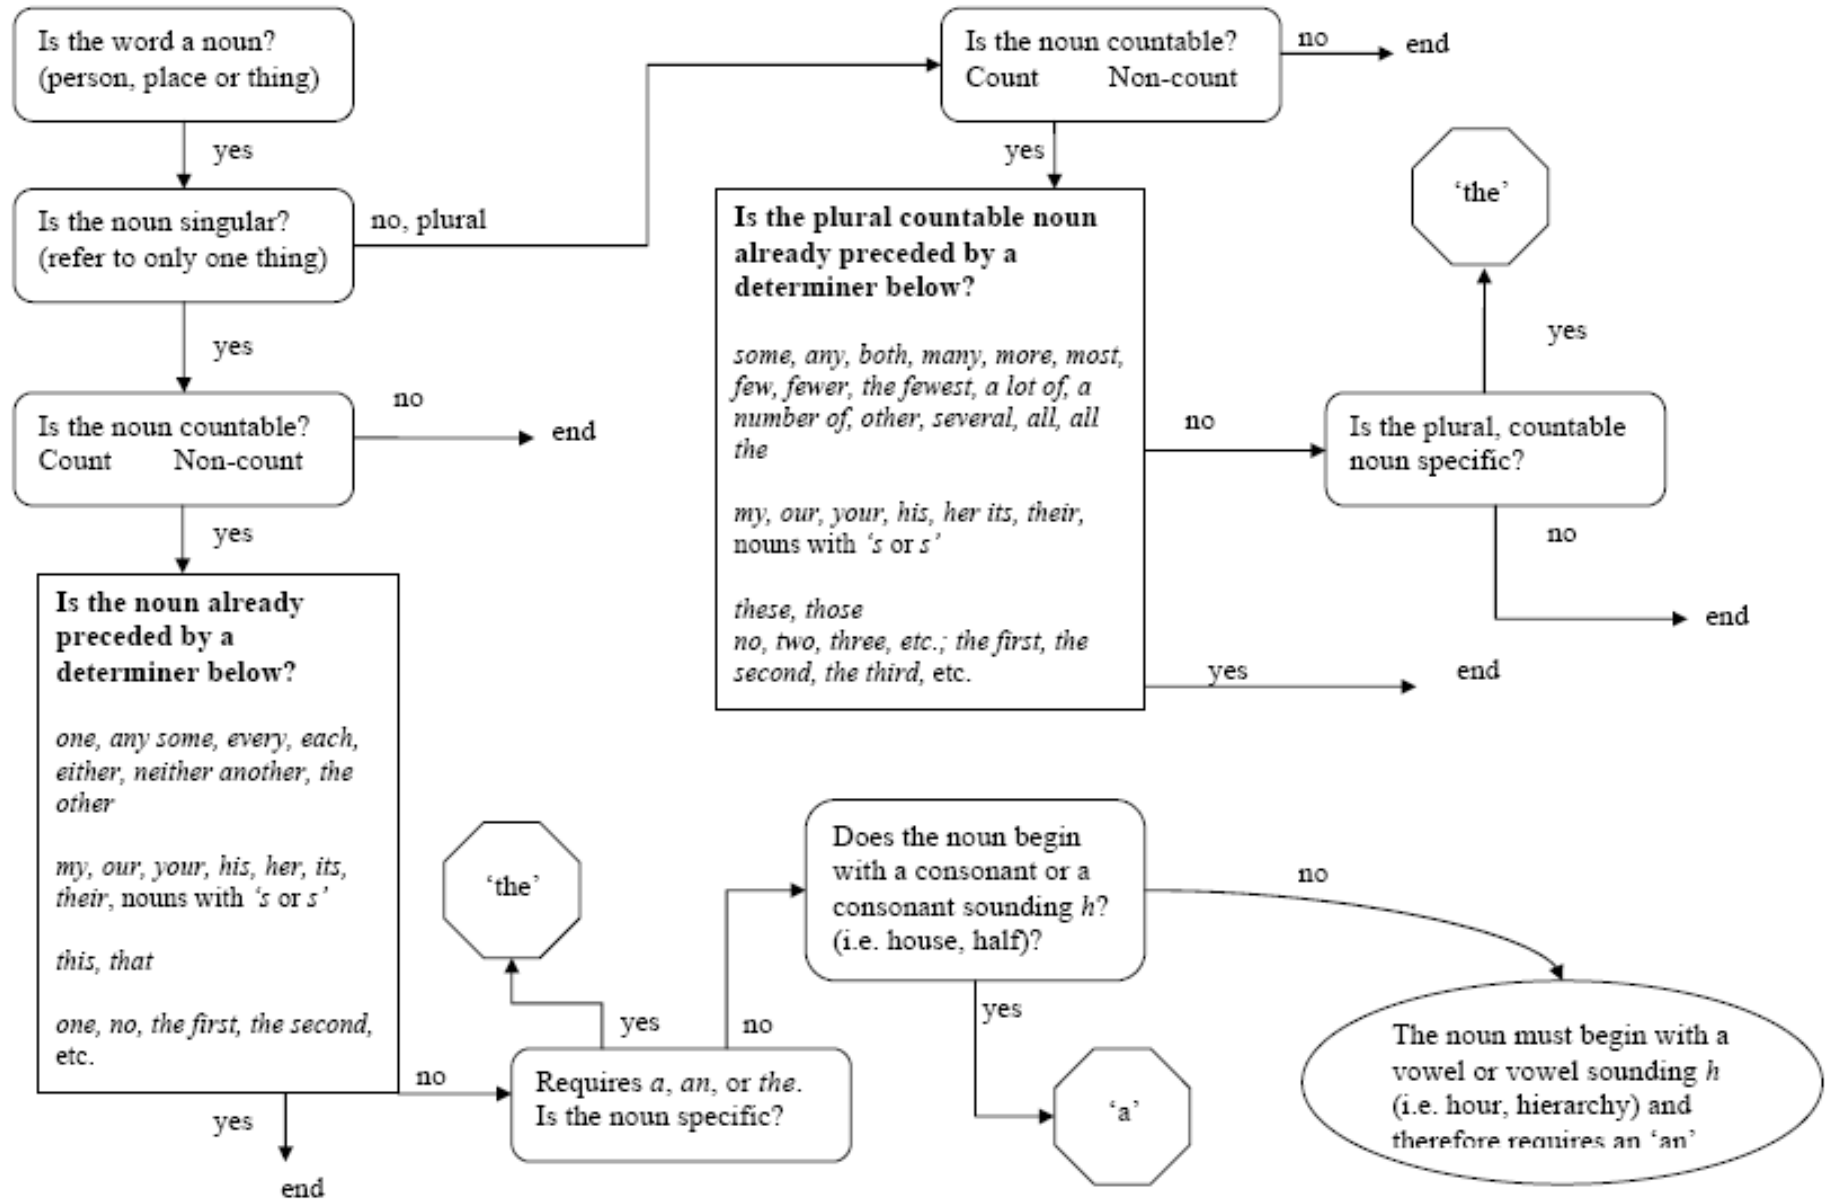 Is the word a noun?
(person, place or thing)
yes
Is the noun singular?
(refer to only one thing)
no, plural
yes
Is the noun countable?
Count Non-count
no
end
yes
Is the noun already
preceded by a
determiner below?
one, any some, every, each,
either, neither another, the
other
my, our, your, his, her, its,
their, nouns with ‘s or s’
this, that
one, no, the first, the second,
etc.
yes
end
no
Requires a, an, or the.
Is the noun specific?
yes
‘the’
no
Does the noun begin
with a consonant or a
consonant sounding h?
(i.e. house, half)?
yes
‘a’
no
The noun must begin with a
vowel or vowel sounding h
(i.e. hour, hierarchy) and
therefore requires an ‘an’
Is the noun countable?
Count Non-count
no
end
yes
Is the plural countable noun
already preceded by a
determiner below?
some, any, both, many, more, most,
few, fewer, the fewest, a lot of, a
number of, other, several, all, all
the
my, our, your, his, her its, their,
nouns with ‘s or s’
these, those
no, two, three, etc.; the first, the
second, the third, etc.
yes
end
no
Is the plural, countable
noun specific?
yes
‘the’
no
end